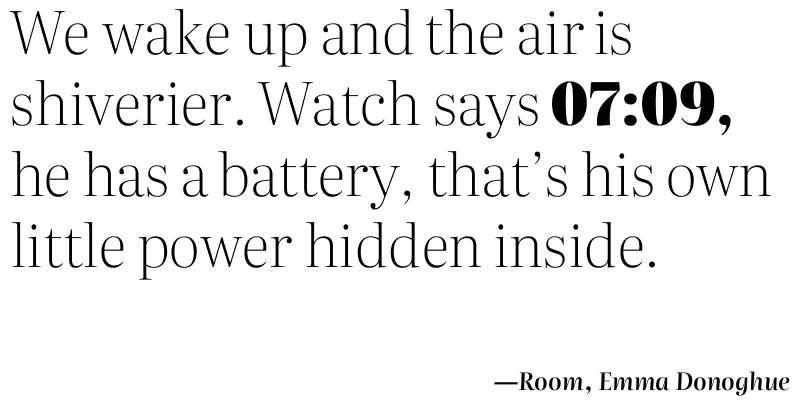 We wake up and the air is
shiverier. Watch says 07:09,
he has a battery, that’s his own
little power hidden inside.
—Room, Emma Donoghue